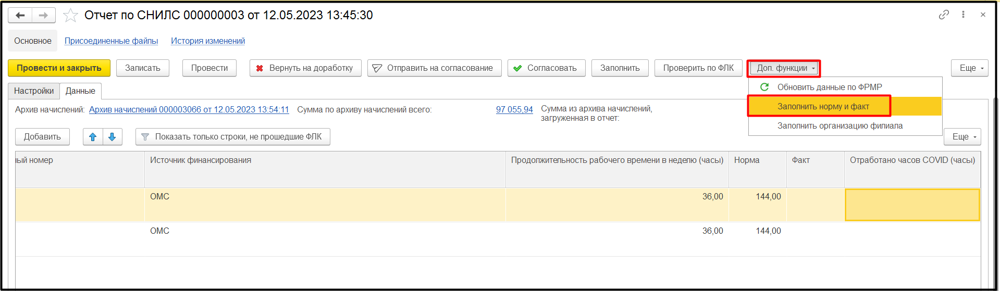 Отчет по СНИЛС 000000003 от 12.05.2023 13:45:30
Основное Присоединенные файлы История изменений
Провести и закрыть Записать Провести Вернуть на доработку Отправить на согласование Согласовать Заполнить Проверить по ФЛК Доп. функции Еще
Обновить данные по ФРМР
Заполнить норму и факт
Заполнить организацию филиала
Настройки Данные
Архив начислений: Архив начислений 000003066 от 12.05.2023 13:54:11 Сумма по архиву начислений всего: 97 055,94 Сумма из архива начислений,
загруженная в отчет:
Добавить Показать только строки, не прошедшие ФЛК Еще
ный номер Источник финансирования Продолжительность рабочего времени в неделю (часы) Норма Факт Отработано часов COVID (часы)
ОМС 36,00 144,00
ОМС 36,00 144,00